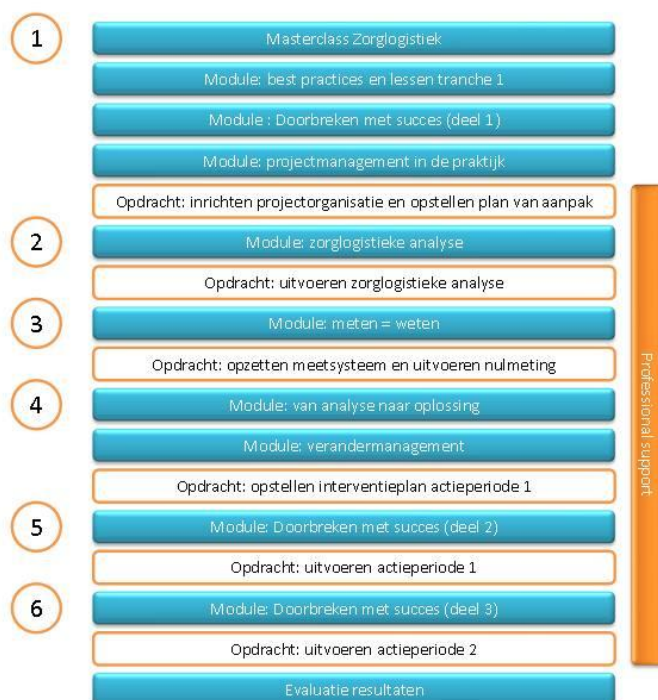 1
Masterclass Zorglogistiek
Module: best practices en lessen tranche 1
Module : Doorbreken met succes (deel 1)
Module: projectmanagement in de praktijk
Opdracht: inrichten projectorganisatie en opstellen plan van aanpak
2
Module: zorglogistieke analyse
Opdracht: uitvoeren zorglogistieke analyse
3
Module: meten = weten
Opdracht: opzetten meetsysteem en uitvoeren nulmeting
4
Module: van analyse naar oplossing
Module: verandermanagement
Opdracht: opstellen interventieplan actieperiode 1
5
Module: Doorbreken met succes (deel 2)
Opdracht: uitvoeren actieperiode 1
6
Module: Doorbreken met succes (deel 3)
Opdracht: uitvoeren actieperiode 2
Evaluatie resultaten
Professional support